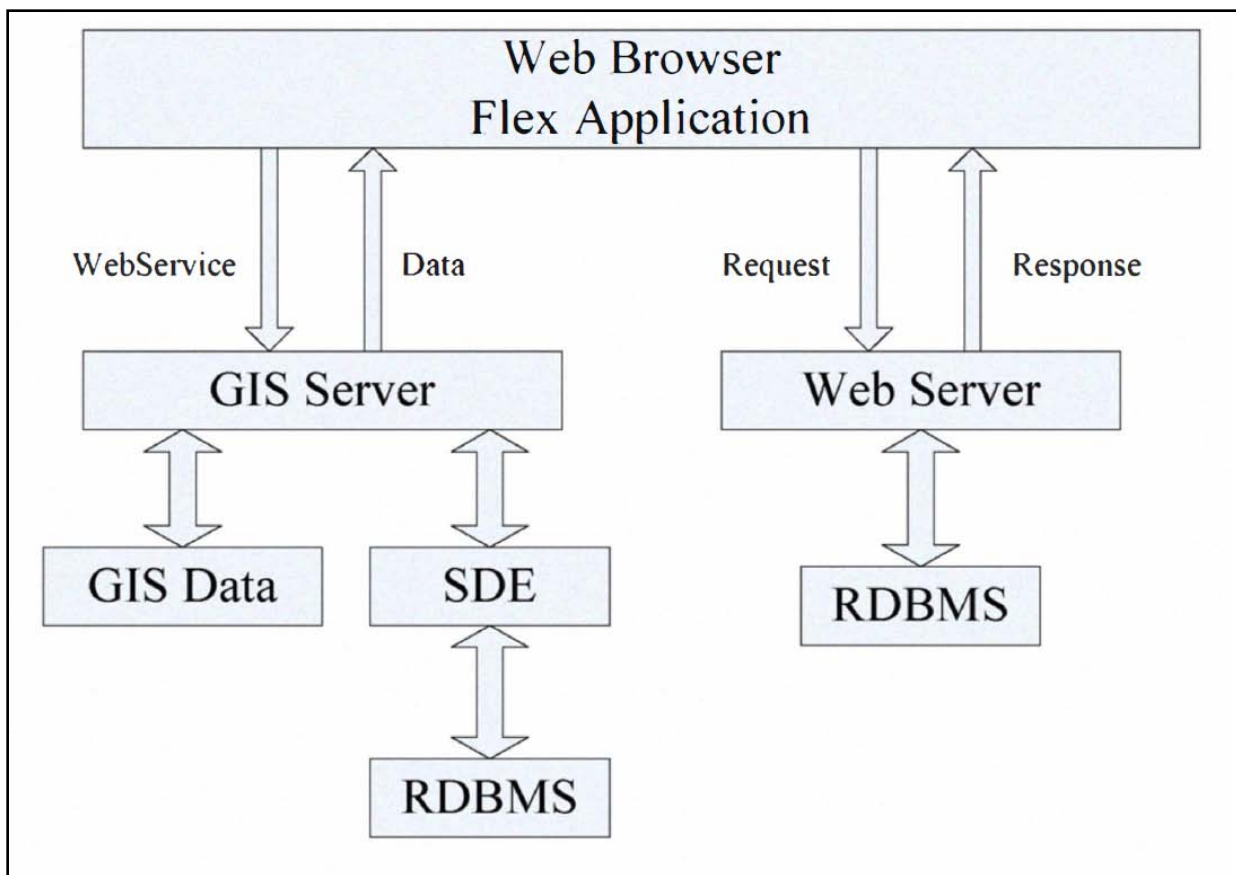 Web Browser
Flex Application
WebService
Data
Request
Response
GIS Server
Web Server
GIS Data
SDE
RDBMS
RDBMS